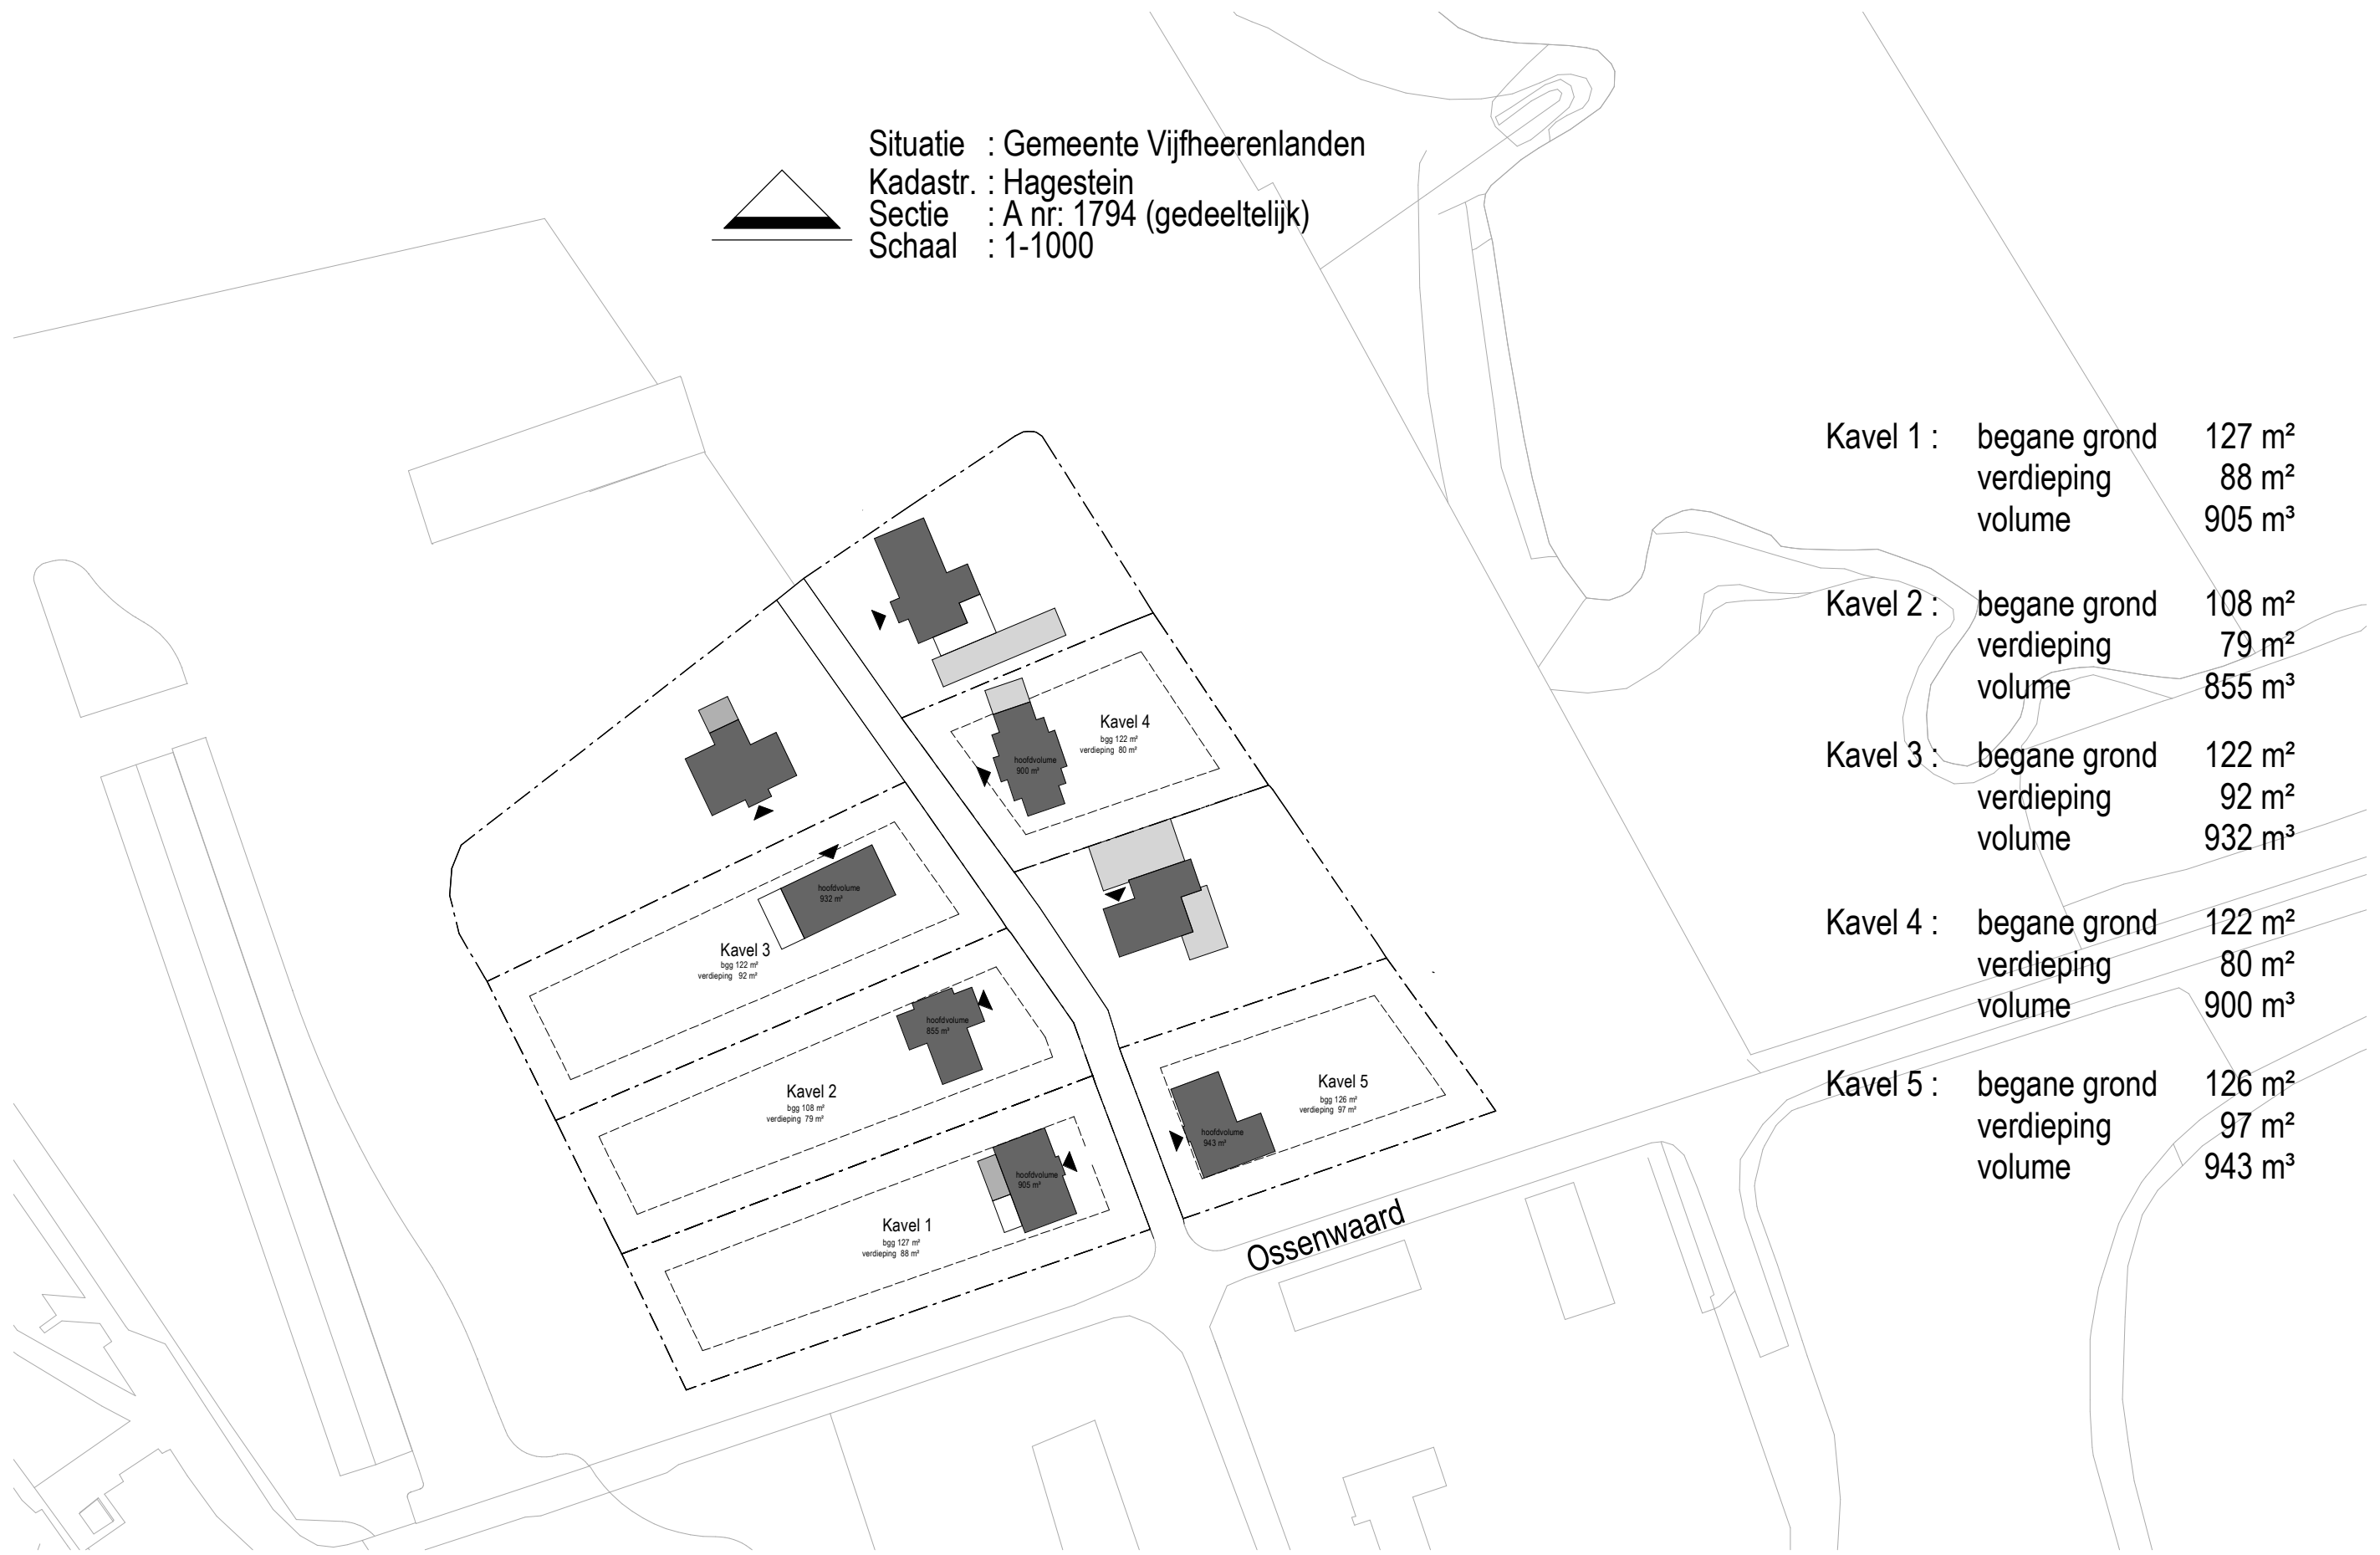 Situatie : Gemeente Vijfheerenlanden
Kadastr. : Hagestein
Sectie : A nr: 1794 (gedeeltelijk)
Schaal : 1-1000
Kavel 1 : begane grond 127 m²
verdieping 88 m²
volume 905 m³
Kavel 2 : begane grond 108 m²
verdieping 79 m²
volume 855 m³
Kavel 3 : begane grond 122 m²
verdieping 92 m²
volume 932 m³
Kavel 4 : begane grond 122 m²
verdieping 80 m²
volume 900 m³
Kavel 5 : begane grond 126 m²
verdieping 97 m²
volume 943 m³
Kavel 4
bgg 122 m²
verdieping 80 m²
hoofdvolume
900 m³
hoofdvolume
932 m³
Kavel 3
bgg 122 m²
verdieping 92 m²
hoofdvolume
855 m³
Kavel 2
bgg 108 m²
verdieping 79 m²
Kavel 5
bgg 126 m²
verdieping 97 m²
hoofdvolume
943 m³
hoofdvolume
905 m³
Kavel 1
bgg 127 m²
verdieping 88 m²
Ossenwaard